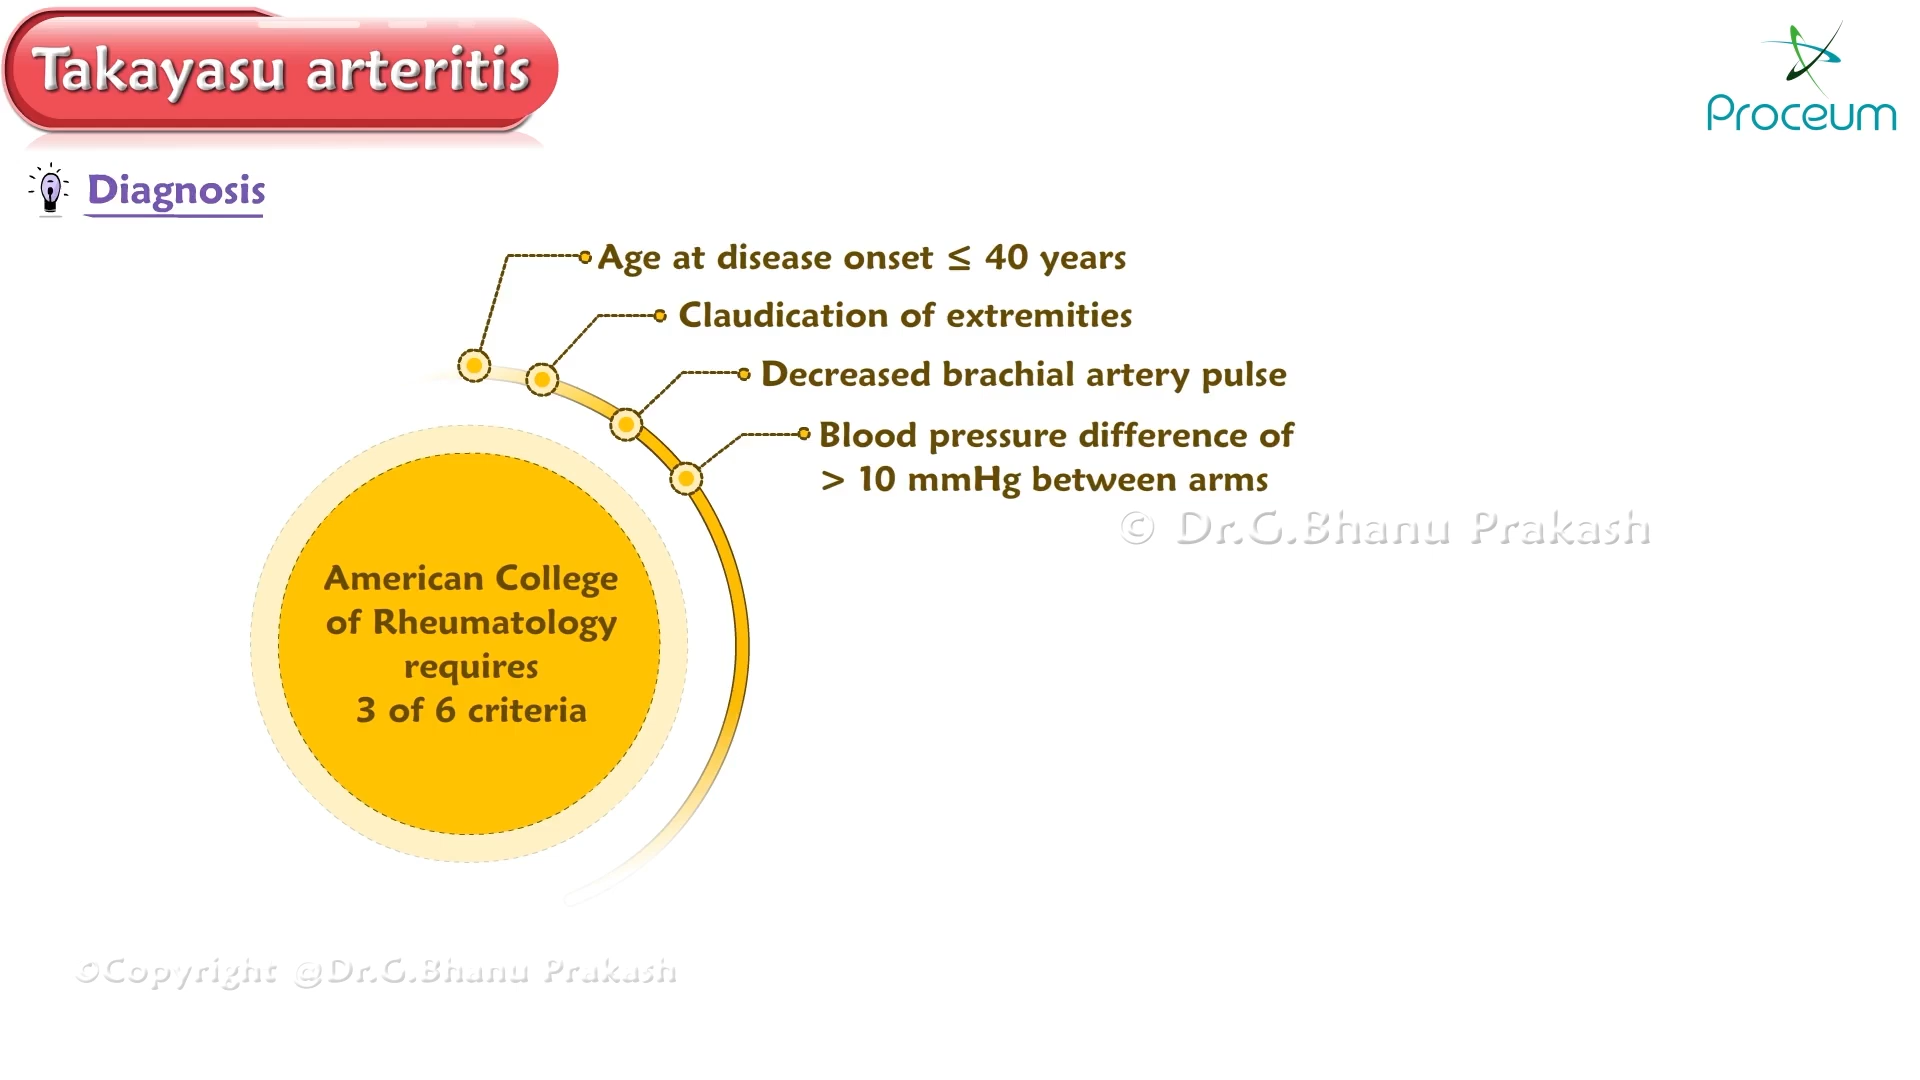 Takayasu arteritis
Proceum
Diagnosis
Age at disease onset ≤ 40 years
Claudication of extremities
Decreased brachial artery pulse
Blood pressure difference of
> 10 mmHg between arms
© Dr.G.Bhanu Prakash
American College
of Rheumatology
requires
3 of 6 criteria
©Copyright @Dr.G.Bhanu Prakash